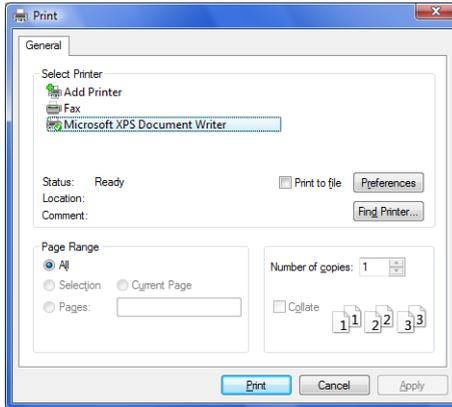 Print
General
Select Printer
Add Printer
Fax
Microsoft XPS Document Writer
Status: Ready
Location:
Comment:
Print to file
Preferences
Find Printer...
Page Range
All
Selection
Current Page
Pages:
Number of copies: 1
Collate
1 1 2 2 3 3
Print
Cancel
Apply